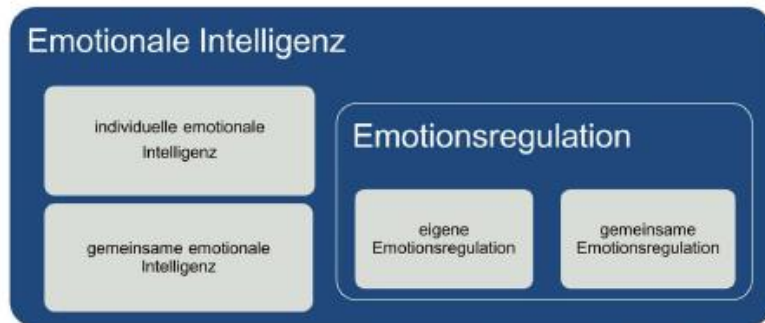 Emotionale Intelligenz
individuelle emotionale
Intelligenz
gemeinsame emotionale
Intelligenz
Emotionsregulation
eigene
Emotionsregulation
gemeinsame
Emotionsregulation